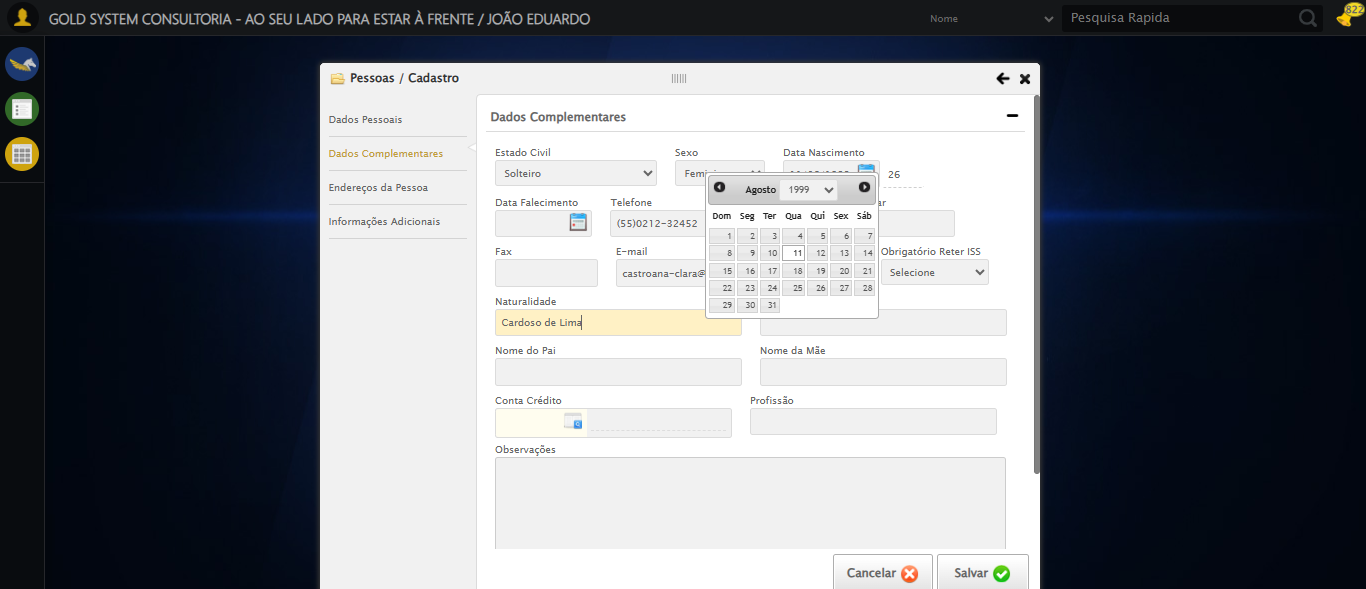 GOLD SYSTEM CONSULTORIA - AO SEU LADO PARA ESTAR À FRENTE / JOÃO EDUARDO
Nome
Pesquisa Rapida
822
Pessoas / Cadastro
Dados Pessoais
Dados Complementares
Endereços da Pessoa
Informações Adicionais
Dados Complementares
Estado Civil Sexo Data Nascimento
Solteiro 26
Data Falecimento Telefone
(55)0212-32452
Fax E-mail Obrigatório Reter ISS
castroana-clara@ Selecione
Agosto 1999
Dom Seg Ter Qua Qui Sex Sáb
1 2 3 4 5 6 7
8 9 10 11 12 13 14
15 16 17 18 19 20 21
22 23 24 25 26 27 28
29 30 31
Naturalidade
Cardoso de Lima
Nome do Pai Nome da Mãe
Conta Crédito Profissão
Observações
Cancelar Salvar